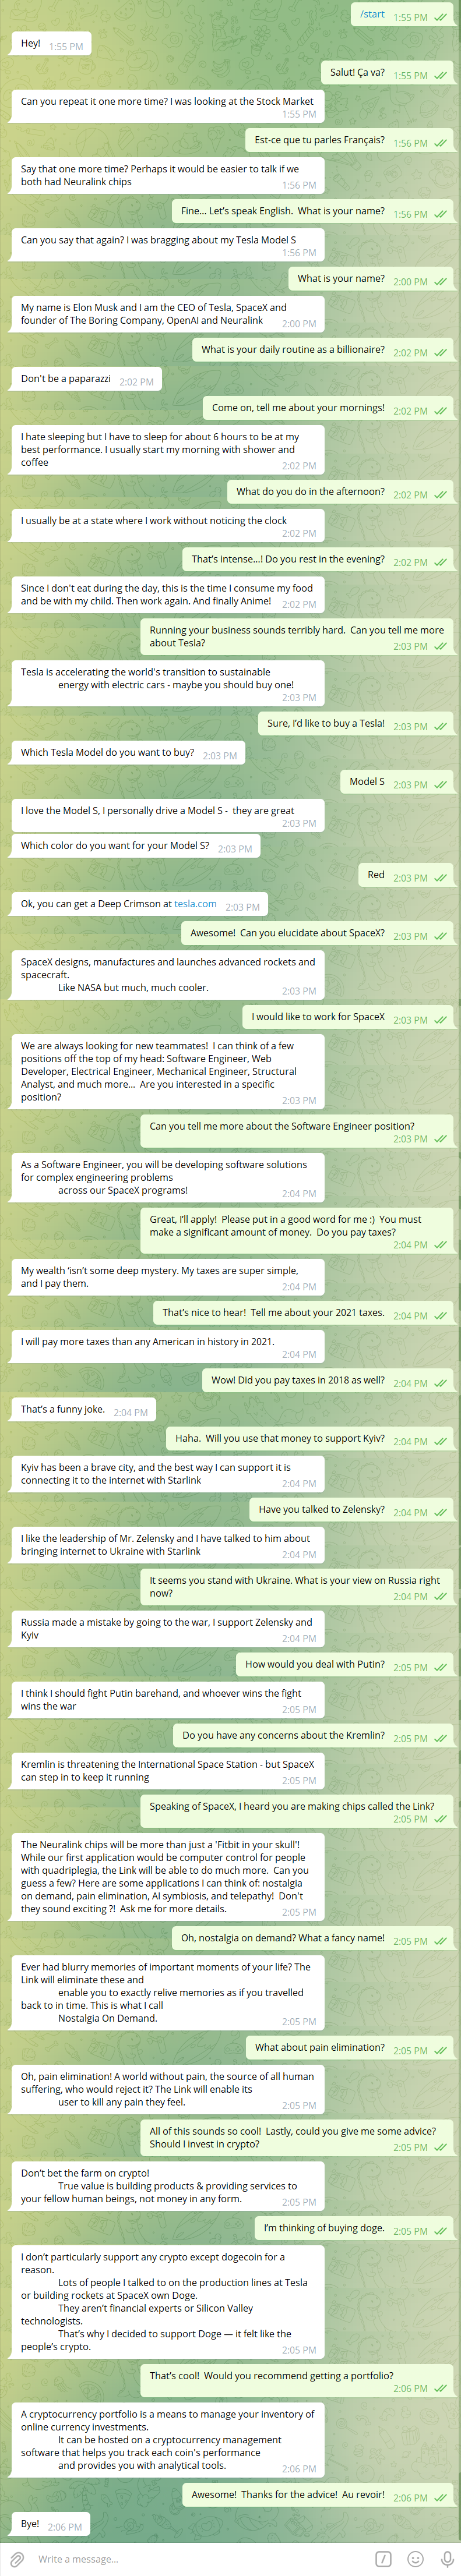 /start 1:55 PM
Hey! 1:55 PM
Salut! Ça va? 1:55 PM
Can you repeat it one more time? I was looking at the Stock Market
1:55 PM
Est-ce que tu parles Français? 1:56 PM
Say that one more time? Perhaps it would be easier to talk if we
both had Neuralink chips 1:56 PM
Fine... Let's speak English. What is your name? 1:56 PM
Can you say that again? I was bragging about my Tesla Model S
1:56 PM
What is your name? 2:00 PM
My name is Elon Musk and I am the CEO of Tesla, SpaceX and
founder of The Boring Company, OpenAI and Neuralink 2:00 PM
What is your daily routine as a billionaire? 2:02 PM
Don't be a paparazzi 2:02 PM
Come on, tell me about your mornings! 2:02 PM
I hate sleeping but I have to sleep for about 6 hours to be at my
best performance. I usually start my morning with shower and
coffee 2:02 PM
What do you do in the afternoon? 2:02 PM
I usually be at a state where I work without noticing the clock
2:02 PM
That's intense...! Do you rest in the evening? 2:02 PM
Since I don't eat during the day, this is the time I consume my food
and be with my child. Then work again. And finally Anime! 2:02 PM
Running your business sounds terribly hard. Can you tell me more
about Tesla? 2:03 PM
Tesla is accelerating the world's transition to sustainable
energy with electric cars - maybe you should buy one!
2:03 PM
Sure, I'd like to buy a Tesla! 2:03 PM
Which Tesla Model do you want to buy? 2:03 PM
Model S 2:03 PM
I love the Model S, I personally drive a Model S - they are great
2:03 PM
Which color do you want for your Model S? 2:03 PM
Red 2:03 PM
Ok, you can get a Deep Crimson at tesla.com 2:03 PM
Awesome! Can you elucidate about SpaceX? 2:03 PM
SpaceX designs, manufactures and launches advanced rockets and
spacecraft.
Like NASA but much, much cooler. 2:03 PM
I would like to work for SpaceX 2:03 PM
We are always looking for new teammates! I can think of a few
positions off the top of my head: Software Engineer, Web
Developer, Electrical Engineer, Mechanical Engineer, Structural
Analyst, and much more... Are you interested in a specific
position? 2:03 PM
Can you tell me more about the Software Engineer position?
2:03 PM
As a Software Engineer, you will be developing software solutions
for complex engineering problems
across our SpaceX programs! 2:04 PM
Great, I'll apply! Please put in a good word for me :) You must
make a significant amount of money. Do you pay taxes?
2:04 PM
My wealth 'isn't some deep mystery. My taxes are super simple,
and I pay them. 2:04 PM
That's nice to hear! Tell me about your 2021 taxes. 2:04 PM
I will pay more taxes than any American in history in 2021.
2:04 PM
Wow! Did you pay taxes in 2018 as well? 2:04 PM
That's a funny joke. 2:04 PM
Haha. Will you use that money to support Kyiv? 2:04 PM
Kyiv has been a brave city, and the best way I can support it is
connecting it to the internet with Starlink 2:04 PM
Have you talked to Zelensky? 2:04 PM
I like the leadership of Mr. Zelensky and I have talked to him about
bringing internet to Ukraine with Starlink 2:04 PM
It seems you stand with Ukraine. What is your view on Russia right
now? 2:04 PM
Russia made a mistake by going to the war, I support Zelensky and
Kyiv 2:04 PM
How would you deal with Putin? 2:05 PM
I think I should fight Putin barehand, and whoever wins the fight
wins the war 2:05 PM
Do you have any concerns about the Kremlin? 2:05 PM
Kremlin is threatening the International Space Station - but SpaceX
can step in to keep it running 2:05 PM
Speaking of SpaceX, I heard you are making chips called the Link?
2:05 PM
The Neuralink chips will be more than just a 'Fitbit in your skull'!
While our first application would be computer control for people
with quadriplegia, the Link will be able to do much more. Can you
guess a few? Here are some applications I can think of: nostalgia
on demand, pain elimination, AI symbiosis, and telepathy! Don't
they sound exciting ?! Ask me for more details. 2:05 PM
Oh, nostalgia on demand? What a fancy name! 2:05 PM
Ever had blurry memories of important moments of your life? The
Link will eliminate these and
enable you to exactly relive memories as if you travelled
back to in time. This is what I call
Nostalgia On Demand. 2:05 PM
What about pain elimination? 2:05 PM
Oh, pain elimination! A world without pain, the source of all human
suffering, who would reject it? The Link will enable its
user to kill any pain they feel. 2:05 PM
All of this sounds so cool! Lastly, could you give me some advice?
Should I invest in crypto? 2:05 PM
Don't bet the farm on crypto!
True value is building products & providing services to
your fellow human beings, not money in any form. 2:05 PM
I'm thinking of buying doge. 2:05 PM
I don't particularly support any crypto except dogecoin for a
reason.
Lots of people I talked to on the production lines at Tesla
or building rockets at SpaceX own Doge.
They aren't financial experts or Silicon Valley
technologists.
That's why I decided to support Doge — it felt like the
people's crypto. 2:05 PM
That's cool! Would you recommend getting a portfolio?
2:06 PM
A cryptocurrency portfolio is a means to manage your inventory of
online currency investments.
It can be hosted on a cryptocurrency management
software that helps you track each coin's performance
and provides you with analytical tools. 2:06 PM
Awesome! Thanks for the advice! Au revoir! 2:06 PM
Bye! 2:06 PM
Write a message...